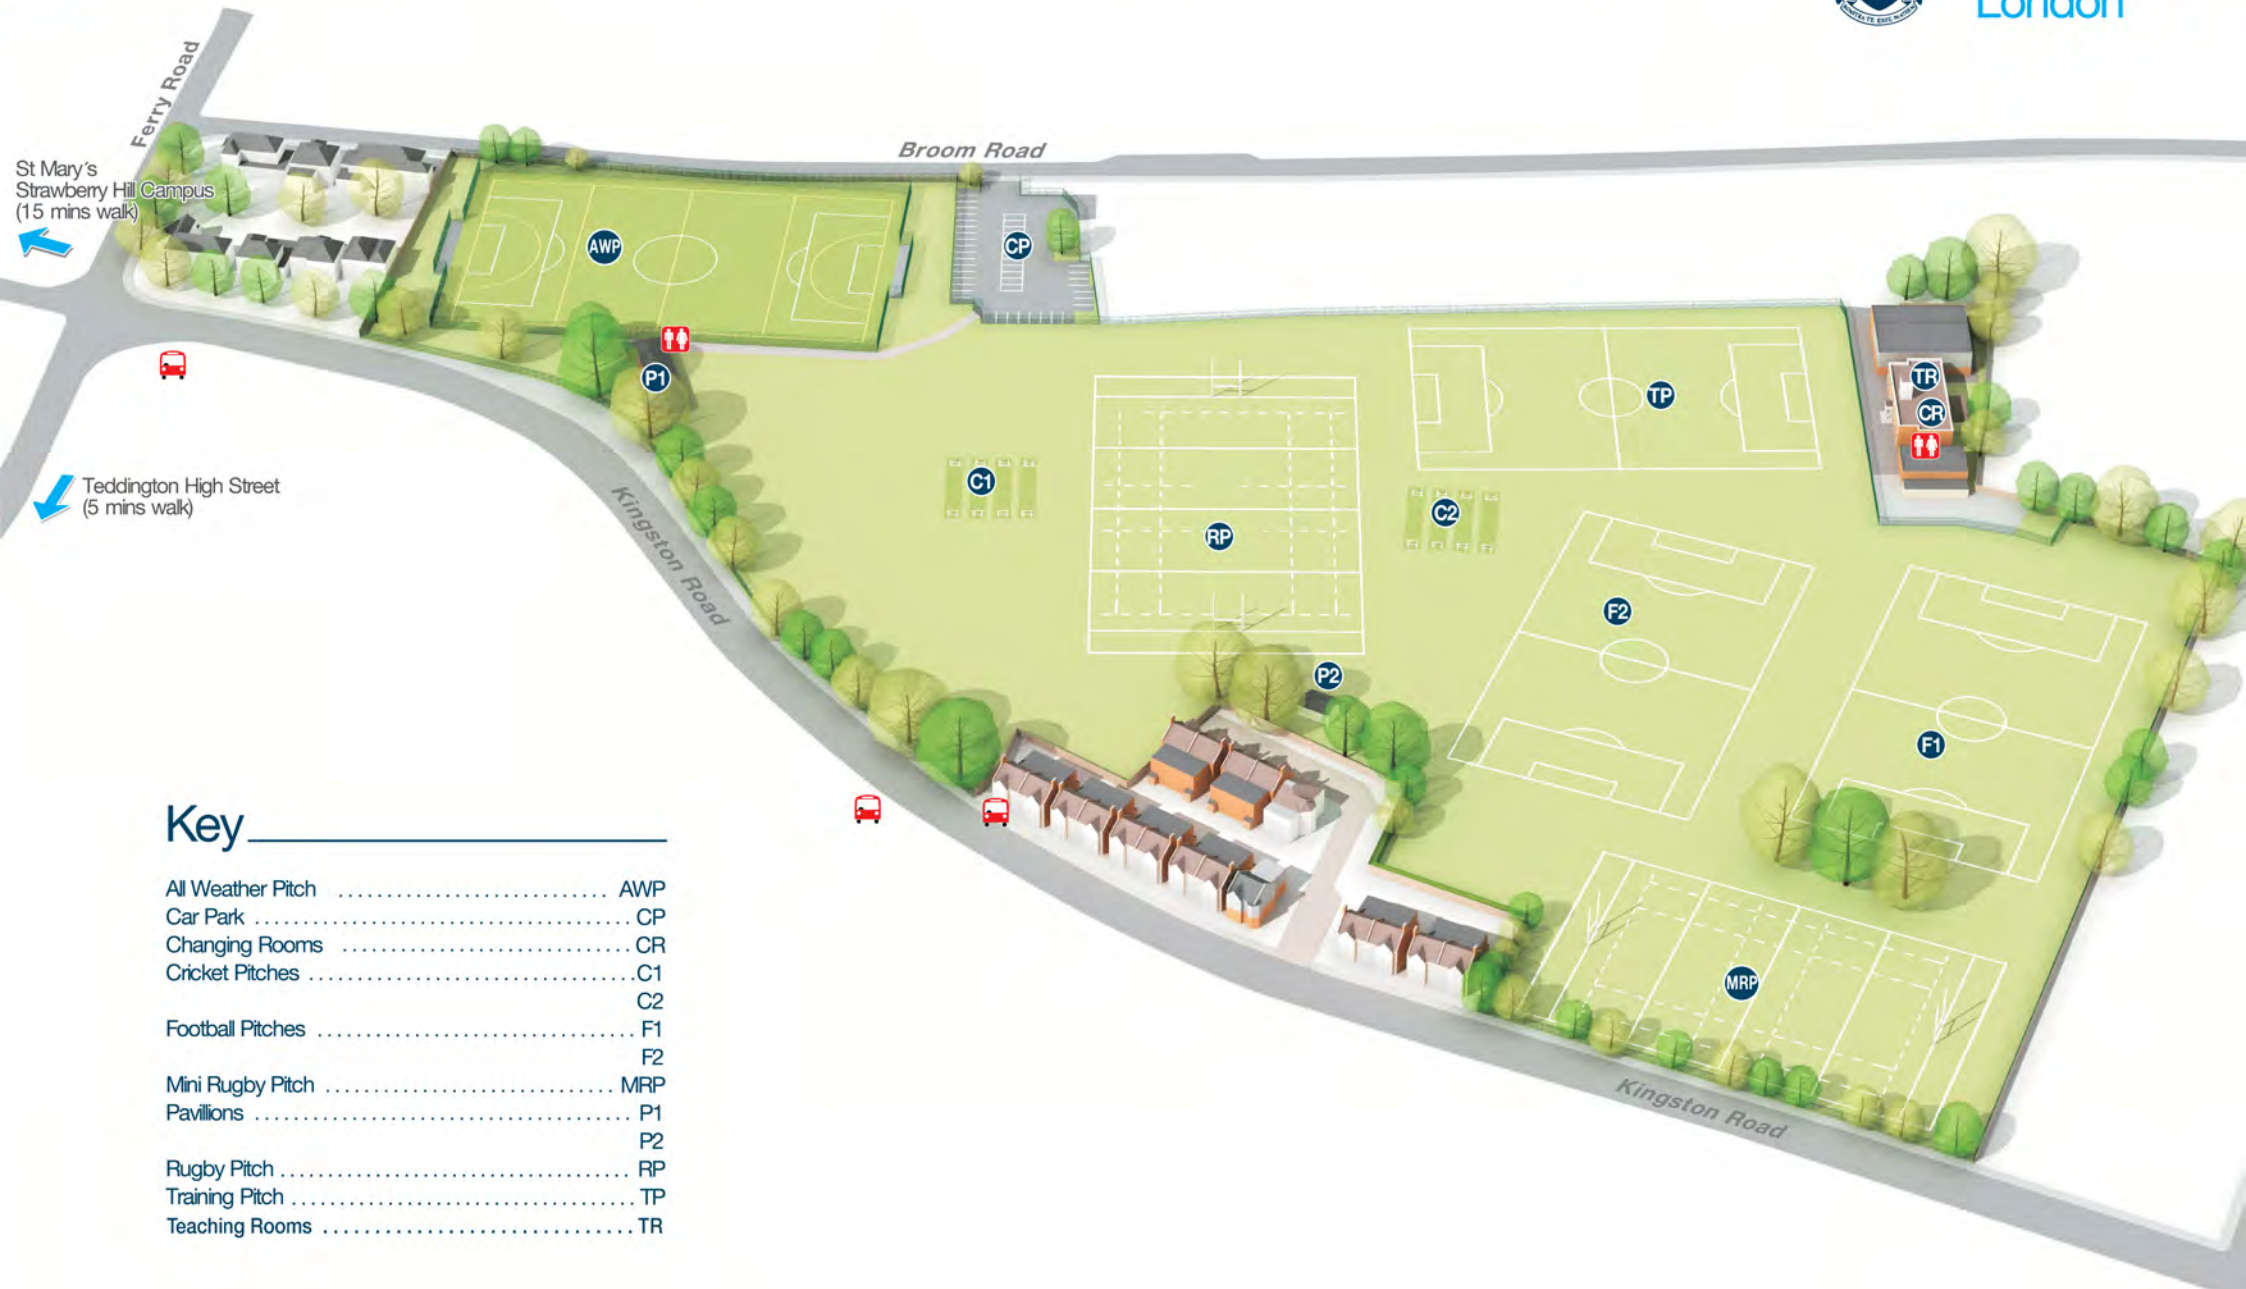 London
Ferry Road
Broom Road
St Mary's
Strawberry Hill Campus
(15 mins walk)
AWP
CP
P1
TP
TR
CR
C1
C2
RP
Teddington High Street
(5 mins walk)
Kingston Road
F2
P2
F1
MRP
Kingston Road
Key
All Weather Pitch ............................ AWP
Car Park ....................................... CP
Changing Rooms .............................. CR
Cricket Pitches ..................................C1
C2
Football Pitches ................................. F1
F2
Mini Rugby Pitch .............................. MRP
Pavillions ....................................... P1
P2
Rugby Pitch .................................... RP
Training Pitch ................................... TP
Teaching Rooms ................................ TR